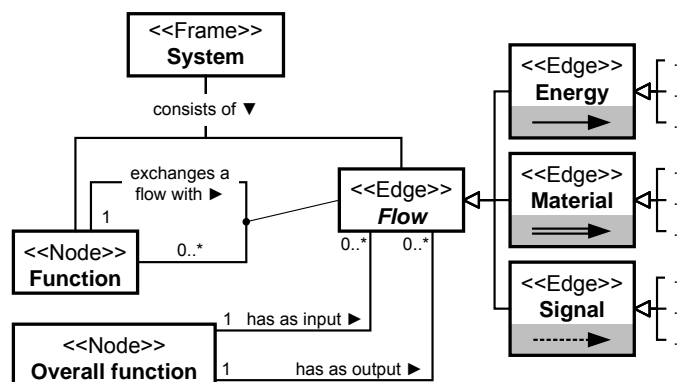 <<Frame>>
System
consists of ▼
exchanges a
flow with ►
1
0..*
<<Node>>
Function
<<Edge>>
Flow
0..*
0..*
1 has as input ►
<<Node>>
Overall function
1 has as output ►
<<Edge>>
Energy
<<Edge>>
Material
<<Edge>>
Signal